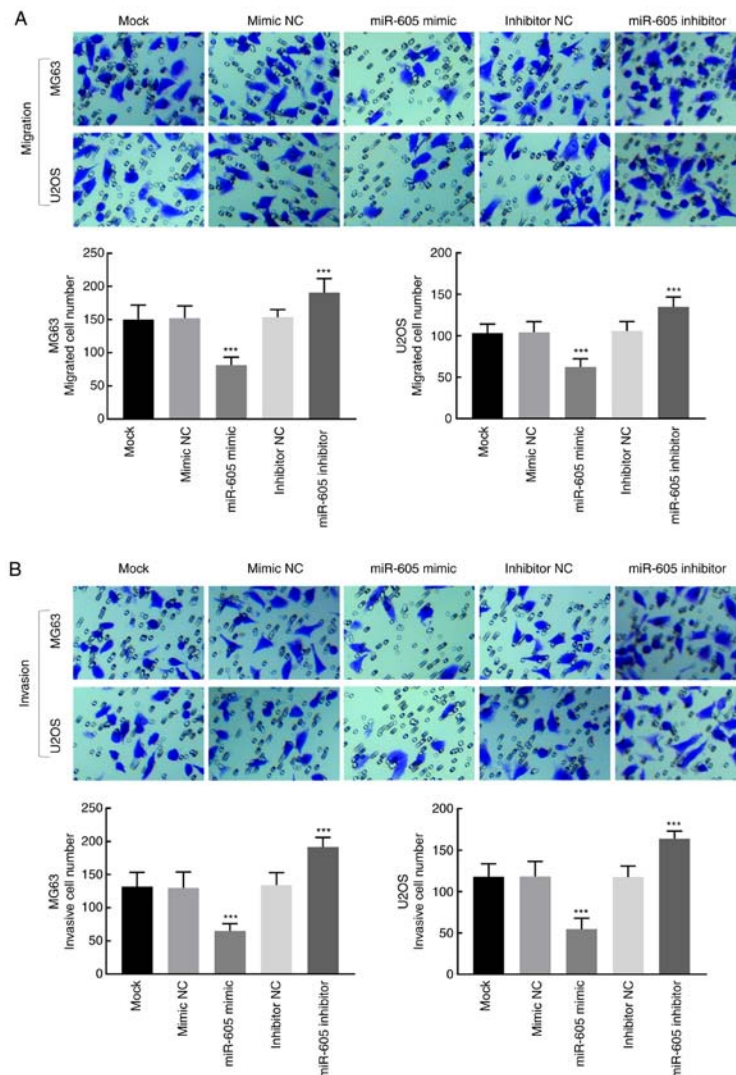 A
Mock Mimic NC miR-605 mimic Inhibitor NC miR-605 inhibitor
Migration
MG63
U2OS
MG63
Migrated cell number
250
200
150
100
50
0
***
***
Mock
Mimic NC
miR-605 mimic
Inhibitor NC
miR-605 inhibitor
U2OS
Migrated cell number
200
150
100
50
0
***
***
Mock
Mimic NC
miR-605 mimic
Inhibitor NC
miR-605 inhibitor
B
Mock Mimic NC miR-605 mimic Inhibitor NC miR-605 inhibitor
Invasion
MG63
U2OS
MG63
Invasive cell number
250
200
150
100
50
0
***
***
Mock
Mimic NC
miR-605 mimic
Inhibitor NC
miR-605 inhibitor
U2OS
Invasive cell number
200
150
100
50
0
***
***
Mock
Mimic NC
miR-605 mimic
Inhibitor NC
miR-605 inhibitor